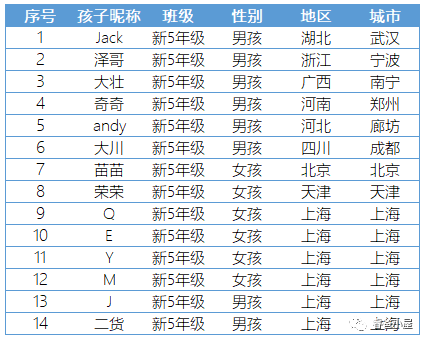 序号 孩子昵称 班级 性别 地区 城市
1 Jack 新5年级 男孩 湖北 武汉
2 泽哥 新5年级 男孩 浙江 宁波
3 大壮 新5年级 男孩 广西 南宁
4 奇奇 新5年级 男孩 河南 郑州
5 andy 新5年级 男孩 河北 廊坊
6 大川 新5年级 男孩 四川 成都
7 苗苗 新5年级 女孩 北京 北京
8 荣荣 新5年级 女孩 天津 天津
9 Q 新5年级 女孩 上海 上海
10 E 新5年级 女孩 上海 上海
11 Y 新5年级 女孩 上海 上海
12 M 新5年级 女孩 上海 上海
13 J 新5年级 男孩 上海 上海
14 二货 新5年级 男孩 上海 上海